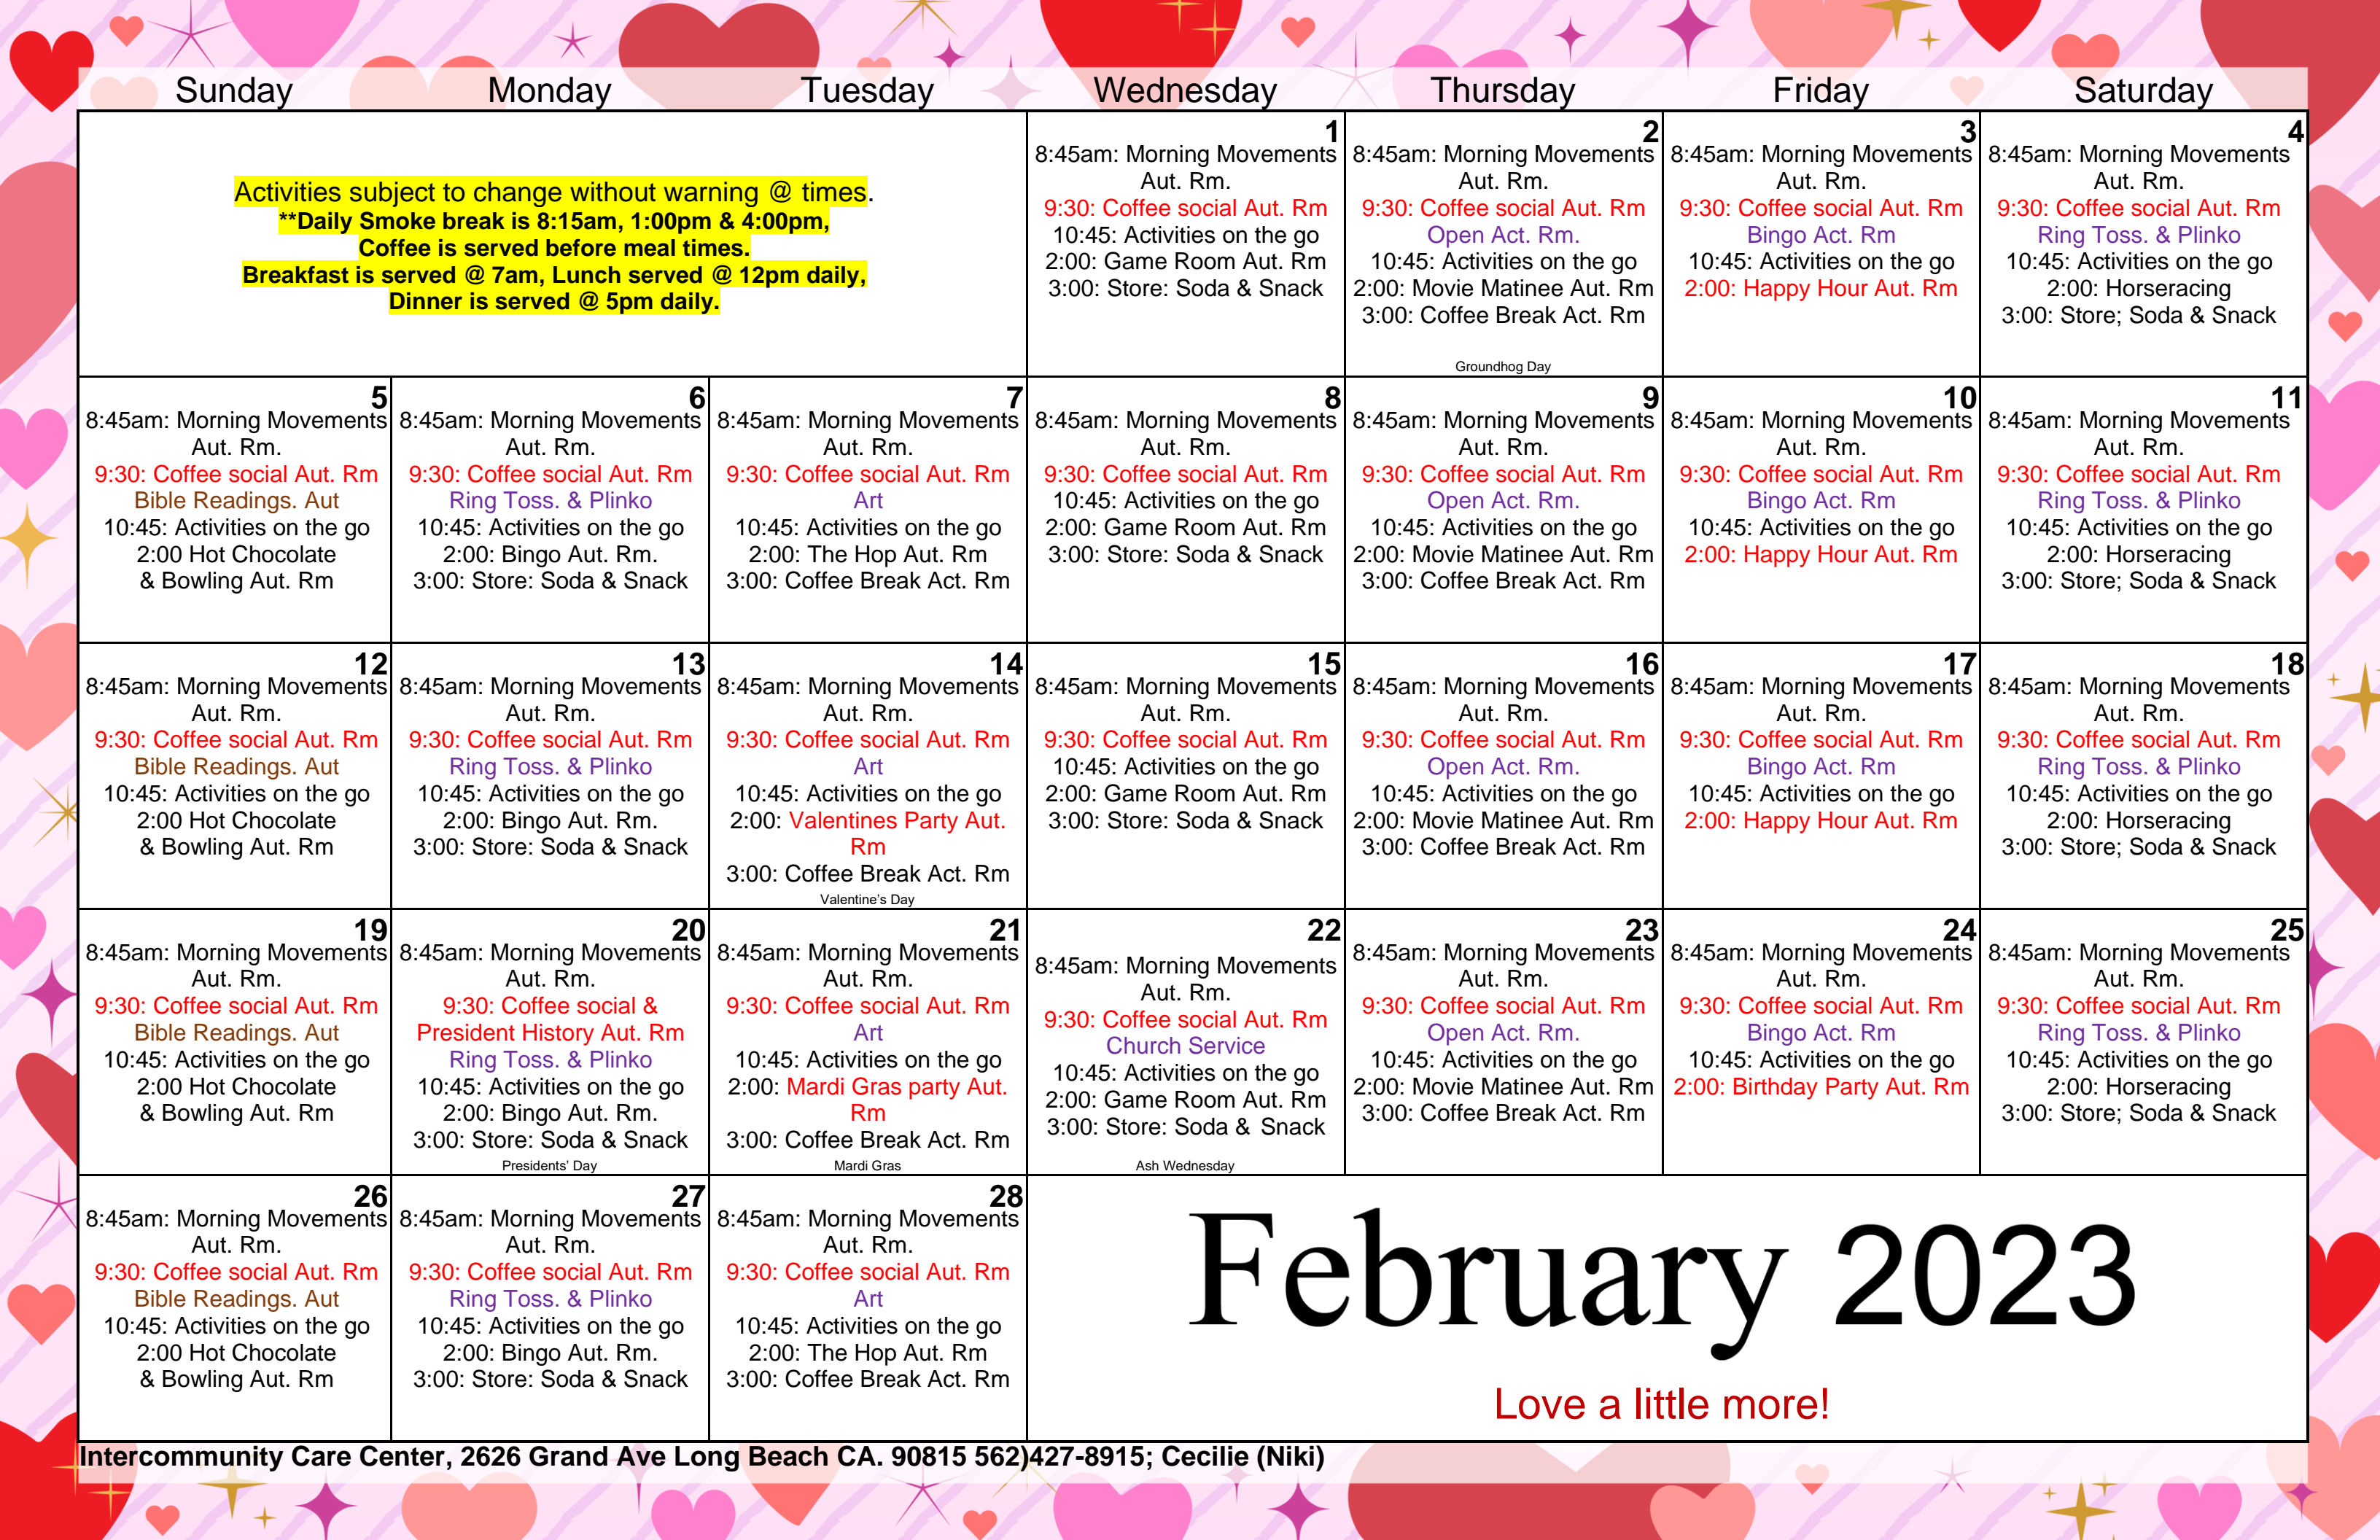 Sunday Monday Tuesday Wednesday Thursday Friday Saturday
Activities subject to change without warning @ times.
**Daily Smoke break is 8:15am, 1:00pm & 4:00pm,
Coffee is served before meal times.
Breakfast is served @ 7am, Lunch served @ 12pm daily,
Dinner is served @ 5pm daily.
1
8:45am: Morning Movements
Aut. Rm.
9:30: Coffee social Aut. Rm
10:45: Activities on the go
2:00: Game Room Aut. Rm
3:00: Store: Soda & Snack
2
8:45am: Morning Movements
Aut. Rm.
9:30: Coffee social Aut. Rm
Open Act. Rm.
10:45: Activities on the go
2:00: Movie Matinee Aut. Rm
3:00: Coffee Break Act. Rm
Groundhog Day
3
8:45am: Morning Movements
Aut. Rm.
9:30: Coffee social Aut. Rm
Bingo Act. Rm
10:45: Activities on the go
2:00: Happy Hour Aut. Rm
4
8:45am: Morning Movements
Aut. Rm.
9:30: Coffee social Aut. Rm
Ring Toss. & Plinko
10:45: Activities on the go
2:00: Horseracing
3:00: Store; Soda & Snack
5
8:45am: Morning Movements
Aut. Rm.
9:30: Coffee social Aut. Rm
Bible Readings. Aut
10:45: Activities on the go
2:00 Hot Chocolate
& Bowling Aut. Rm
6
8:45am: Morning Movements
Aut. Rm.
9:30: Coffee social Aut. Rm
Ring Toss. & Plinko
10:45: Activities on the go
2:00: Bingo Aut. Rm.
3:00: Store: Soda & Snack
7
8:45am: Morning Movements
Aut. Rm.
9:30: Coffee social Aut. Rm
Art
10:45: Activities on the go
2:00: The Hop Aut. Rm
3:00: Coffee Break Act. Rm
8
8:45am: Morning Movements
Aut. Rm.
9:30: Coffee social Aut. Rm
10:45: Activities on the go
2:00: Game Room Aut. Rm
3:00: Store: Soda & Snack
9
8:45am: Morning Movements
Aut. Rm.
9:30: Coffee social Aut. Rm
Open Act. Rm.
10:45: Activities on the go
2:00: Movie Matinee Aut. Rm
3:00: Coffee Break Act. Rm
10
8:45am: Morning Movements
Aut. Rm.
9:30: Coffee social Aut. Rm
Bingo Act. Rm
10:45: Activities on the go
2:00: Happy Hour Aut. Rm
11
8:45am: Morning Movements
Aut. Rm.
9:30: Coffee social Aut. Rm
Ring Toss. & Plinko
10:45: Activities on the go
2:00: Horseracing
3:00: Store; Soda & Snack
12
8:45am: Morning Movements
Aut. Rm.
9:30: Coffee social Aut. Rm
Bible Readings. Aut
10:45: Activities on the go
2:00 Hot Chocolate
& Bowling Aut. Rm
13
8:45am: Morning Movements
Aut. Rm.
9:30: Coffee social Aut. Rm
Ring Toss. & Plinko
10:45: Activities on the go
2:00: Bingo Aut. Rm.
3:00: Store: Soda & Snack
14
8:45am: Morning Movements
Aut. Rm.
9:30: Coffee social Aut. Rm
Art
10:45: Activities on the go
2:00: Valentines Party Aut.
Rm
3:00: Coffee Break Act. Rm
Valentine's Day
15
8:45am: Morning Movements
Aut. Rm.
9:30: Coffee social Aut. Rm
10:45: Activities on the go
2:00: Game Room Aut. Rm
3:00: Store: Soda & Snack
16
8:45am: Morning Movements
Aut. Rm.
9:30: Coffee social Aut. Rm
Open Act. Rm.
10:45: Activities on the go
2:00: Movie Matinee Aut. Rm
3:00: Coffee Break Act. Rm
17
8:45am: Morning Movements
Aut. Rm.
9:30: Coffee social Aut. Rm
Bingo Act. Rm
10:45: Activities on the go
2:00: Happy Hour Aut. Rm
18
8:45am: Morning Movements
Aut. Rm.
9:30: Coffee social Aut. Rm
Ring Toss. & Plinko
10:45: Activities on the go
2:00: Horseracing
3:00: Store; Soda & Snack
19
8:45am: Morning Movements
Aut. Rm.
9:30: Coffee social Aut. Rm
Bible Readings. Aut
10:45: Activities on the go
2:00 Hot Chocolate
& Bowling Aut. Rm
20
8:45am: Morning Movements
Aut. Rm.
9:30: Coffee social &
President History Aut. Rm
Ring Toss. & Plinko
10:45: Activities on the go
2:00: Bingo Aut. Rm.
3:00: Store: Soda & Snack
Presidents' Day
21
8:45am: Morning Movements
Aut. Rm.
9:30: Coffee social Aut. Rm
Art
10:45: Activities on the go
2:00: Mardi Gras party Aut.
Rm
3:00: Coffee Break Act. Rm
Mardi Gras
22
8:45am: Morning Movements
Aut. Rm.
9:30: Coffee social Aut. Rm
Church Service
10:45: Activities on the go
2:00: Game Room Aut. Rm
3:00: Store: Soda & Snack
Ash Wednesday
23
8:45am: Morning Movements
Aut. Rm.
9:30: Coffee social Aut. Rm
Open Act. Rm.
10:45: Activities on the go
2:00: Movie Matinee Aut. Rm
3:00: Coffee Break Act. Rm
24
8:45am: Morning Movements
Aut. Rm.
9:30: Coffee social Aut. Rm
Bingo Act. Rm
10:45: Activities on the go
2:00: Birthday Party Aut. Rm
25
8:45am: Morning Movements
Aut. Rm.
9:30: Coffee social Aut. Rm
Ring Toss. & Plinko
10:45: Activities on the go
2:00: Horseracing
3:00: Store; Soda & Snack
26
8:45am: Morning Movements
Aut. Rm.
9:30: Coffee social Aut. Rm
Bible Readings. Aut
10:45: Activities on the go
2:00 Hot Chocolate
& Bowling Aut. Rm
27
8:45am: Morning Movements
Aut. Rm.
9:30: Coffee social Aut. Rm
Ring Toss. & Plinko
10:45: Activities on the go
2:00: Bingo Aut. Rm.
3:00: Store: Soda & Snack
28
8:45am: Morning Movements
Aut. Rm.
9:30: Coffee social Aut. Rm
Art
10:45: Activities on the go
2:00: The Hop Aut. Rm
3:00: Coffee Break Act. Rm
February 2023
Love a little more!
Intercommunity Care Center, 2626 Grand Ave Long Beach CA. 90815 562)427-8915; Cecilie (Niki)